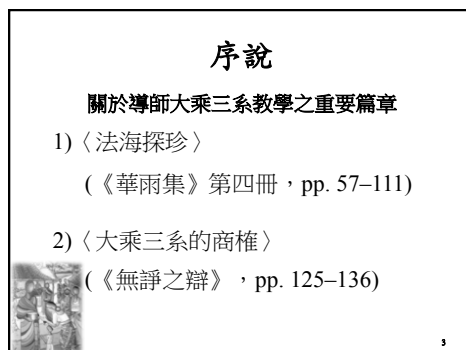 序說
關於導師大乘三系教學之重要篇章
1)〈法海探珍〉
(《華雨集》第四冊，pp. 57–111)
2)〈大乘三系的商榷〉
(《無諍之辯》，pp. 125–136)
3